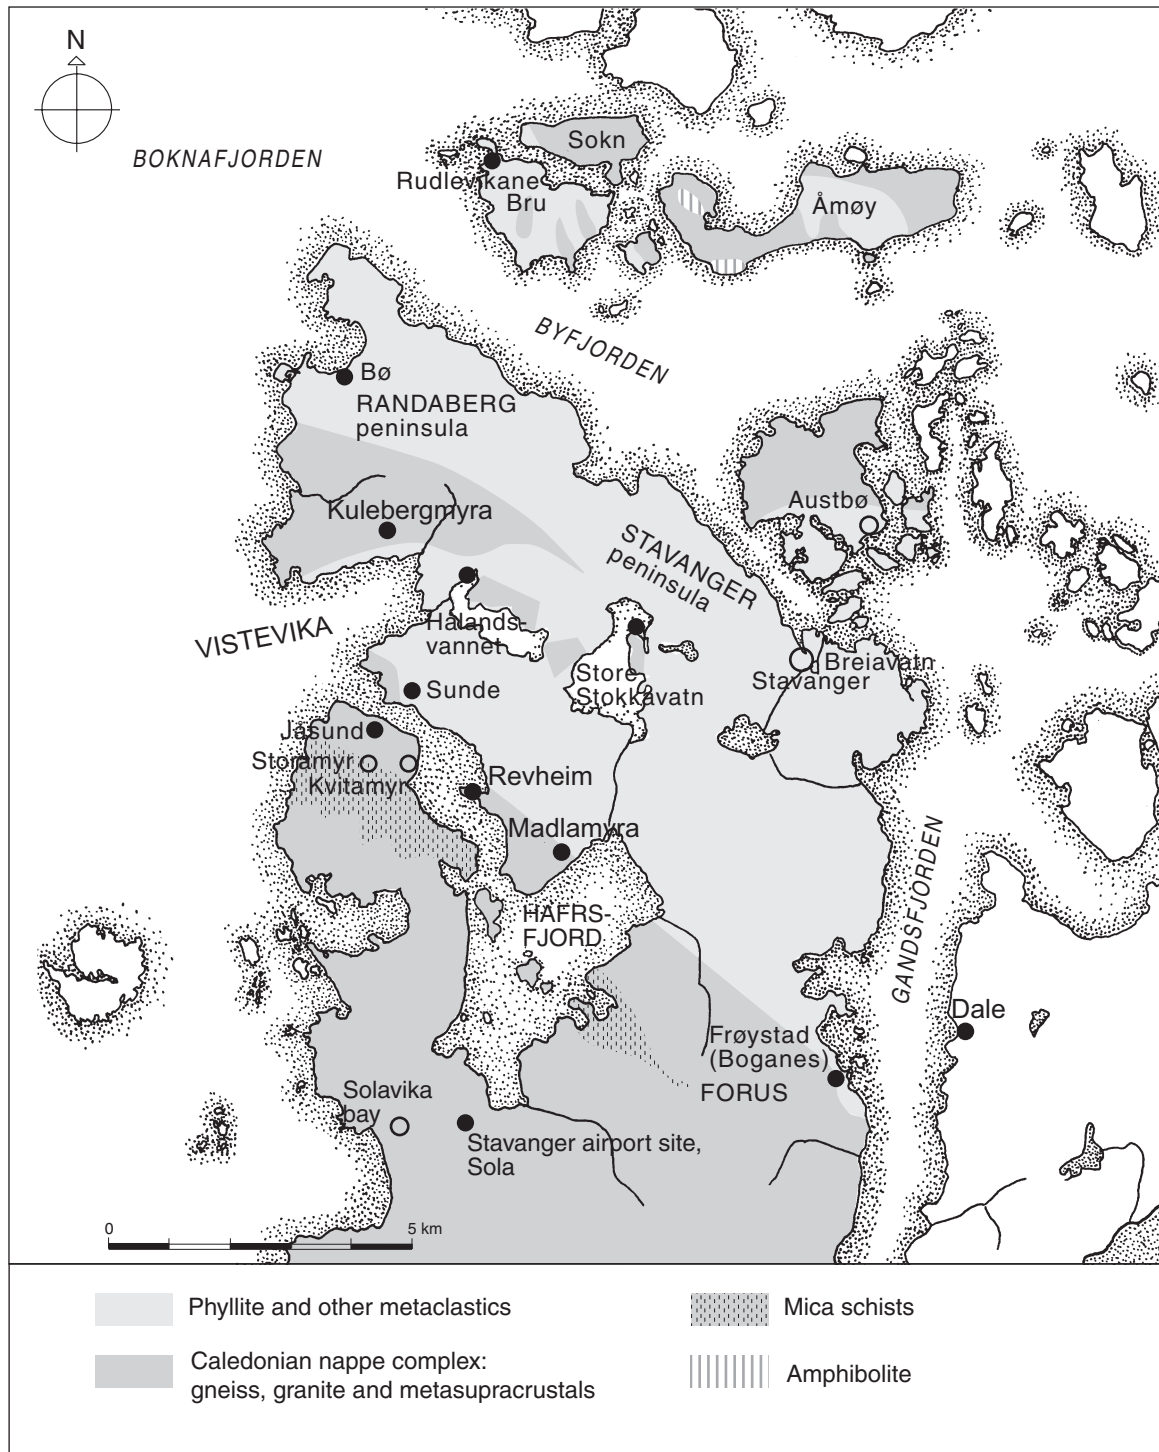 N
BOKNAFJORDEN
Sokn
Rudlevikane
Bru
Åmøy
BYFJORDEN
Bø
RANDABERG
peninsula
Austbø
Kulebergmyra
STAVANGER
peninsula
VISTEVIKA
Hålands-
vannet
Breiavatn
Stavanger
Store
Stokkavatn
Sunde
Jåsund
Storamyr
Kvitamyr
Revheim
Madlamyra
GANDSFJORDEN
HAFRS-
FJORD
Dale
Frøystad
(Boganes)
FORUS
Solavika
bay
Stavanger airport site,
Sola
0
5 km
Phyllite and other metaclastics
Mica schists
Caledonian nappe complex:
gneiss, granite and metasupracrustals
Amphibolite